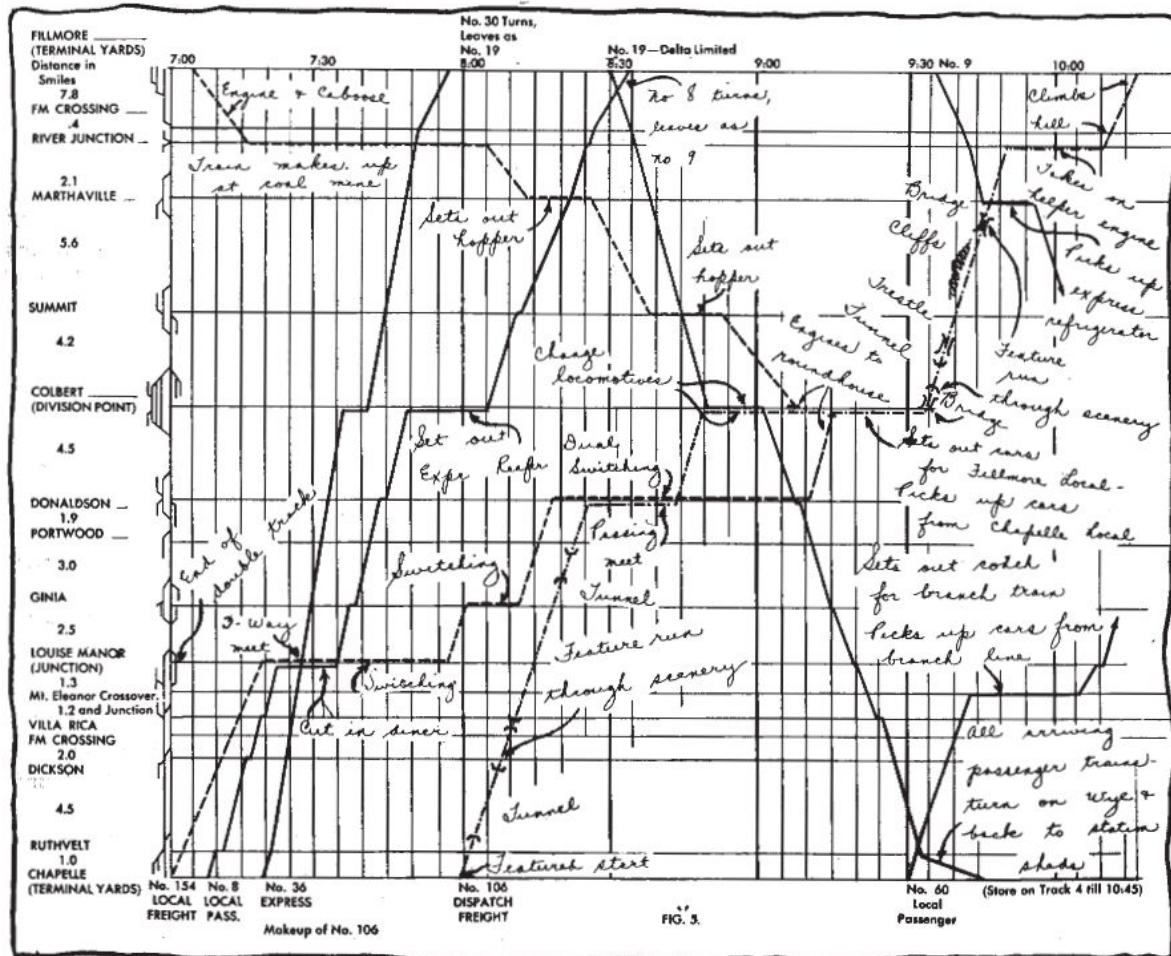 No. 30 Turns,
Leaves as
No. 19
No. 19—Delta Limited
No. 9
7:00
7:30
8:00
8:30
9:00
9:30
10:00
FILLMORE
(TERMINAL YARDS)
Distance in
Smiles
7.8
FM CROSSING
.4
RIVER JUNCTION
2.1
MARTHAVILLE
5.6
SUMMIT
4.2
COLBERT
(DIVISION POINT)
4.5
DONALDSON
1.9
PORTWOOD
3.0
GINIA
2.5
LOUISE MANOR
(JUNCTION)
1.3
Mt. Eleanor Crossover
1.2 and Junction
VILLA RICA
FM CROSSING
2.0
DICKSON
4.5
RUTHVELT
1.0
CHAPELLE
(TERMINAL YARDS)
Engine & Caboose
Train makes up
at coal mine
Sets out
hopper
No 8 turns,
leaves as
no 9
Sets out
hopper
Change
locomotives
Engines to
roundhouse
Tunnel
Trestle
Cliffs
Bridge
Climbs
hill
Takes on
helper engine
Picks up
express
refrigerator
Feature
run
through scenery
Bridge
Sets out cars
for Fillmore Local-
Picks up cars
from Chapelle Local
Sets out coach
for branch train
Picks up cars from
branch line
Set out
Expr Reefer
Dual
Switching
Passing
meet
Tunnel
Feature run
through scenery
Tunnel
Features start
End of
double track
3-Way
meet
Switching
Switching
Cut in diner
All arriving
passenger trains-
turn on Wye &
back to station
sheds
No. 154
LOCAL
FREIGHT
No. 8
LOCAL
PASS.
No. 36
EXPRESS
No. 106
DISPATCH
FREIGHT
No. 60
Local
Passenger
(Store on Track 4 till 10:45)
Makeup of No. 106
FIG. 5.